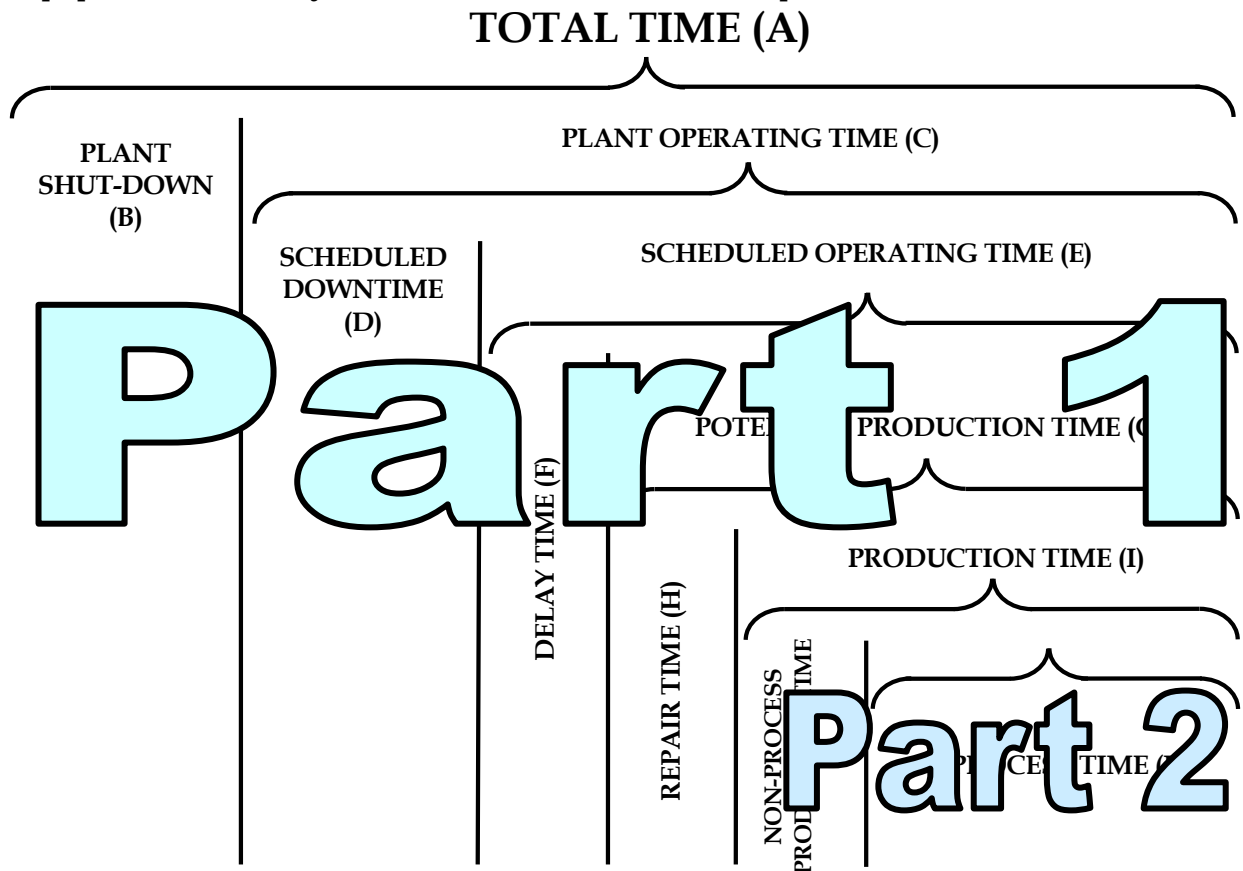 TOTAL TIME (A)
PLANT OPERATING TIME (C)
PLANT
SHUT-DOWN
(B)
SCHEDULED OPERATING TIME (E)
SCHEDULED
DOWNTIME
(D)
Part 1
PRODUCTION TIME
DELAY TIME (F)
PRODUCTION TIME (I)
REPAIR TIME (H)
NON-PROCESS
Part 2
TIME